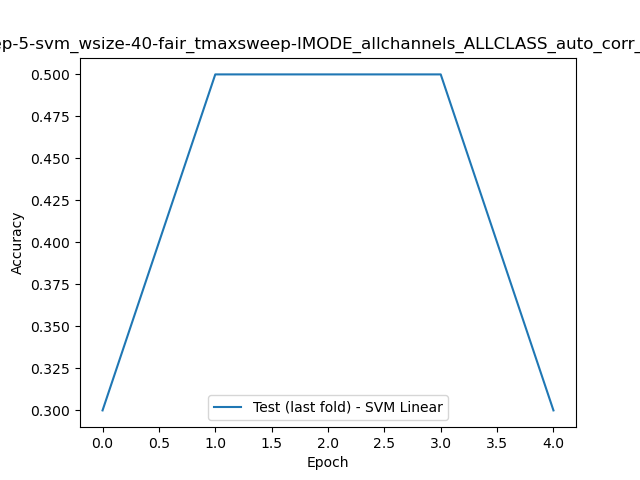 ep-5-svm_wsize-40-fair_tmaxsweep-IMODE_allchannels_ALLCLASS_auto_corr_
0.500
0.475
0.450
0.425
0.400
0.375
0.350
0.325
0.300
Accuracy
Test (last fold) - SVM Linear
0.0 0.5 1.0 1.5 2.0 2.5 3.0 3.5 4.0
Epoch